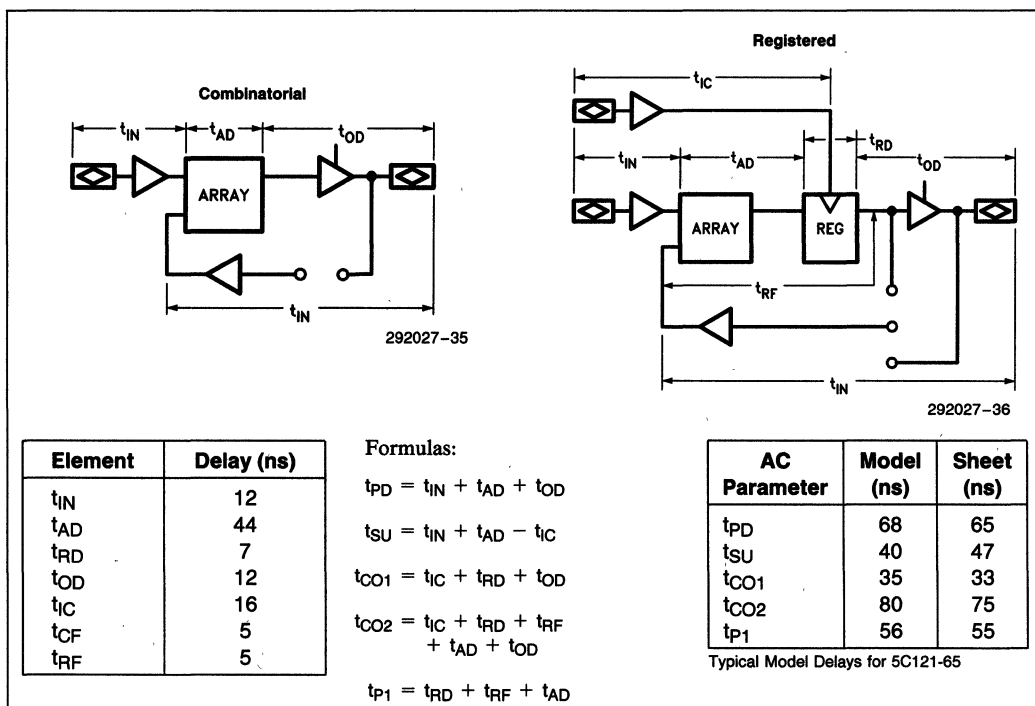 Combinatorial
t_IN t_AD t_OD
ARRAY
t_IN
292027–35
Registered
t_IC
t_RD
t_IN t_AD t_OD
ARRAY REG
t_RF
t_IN
292027–36
Element Delay (ns)
t_IN 12
t_AD 44
t_RD 7
t_OD 12
t_IC 16
t_CF 5
t_RF 5
Formulas:
t_PD = t_IN + t_AD + t_OD
t_SU = t_IN + t_AD − t_IC
t_CO1 = t_IC + t_RD + t_OD
t_CO2 = t_IC + t_RD + t_RF
+ t_AD + t_OD
t_P1 = t_RD + t_RF + t_AD
AC Model Sheet
Parameter (ns) (ns)
t_PD 68 65
t_SU 40 47
t_CO1 35 33
t_CO2 80 75
t_P1 56 55
Typical Model Delays for 5C121-65